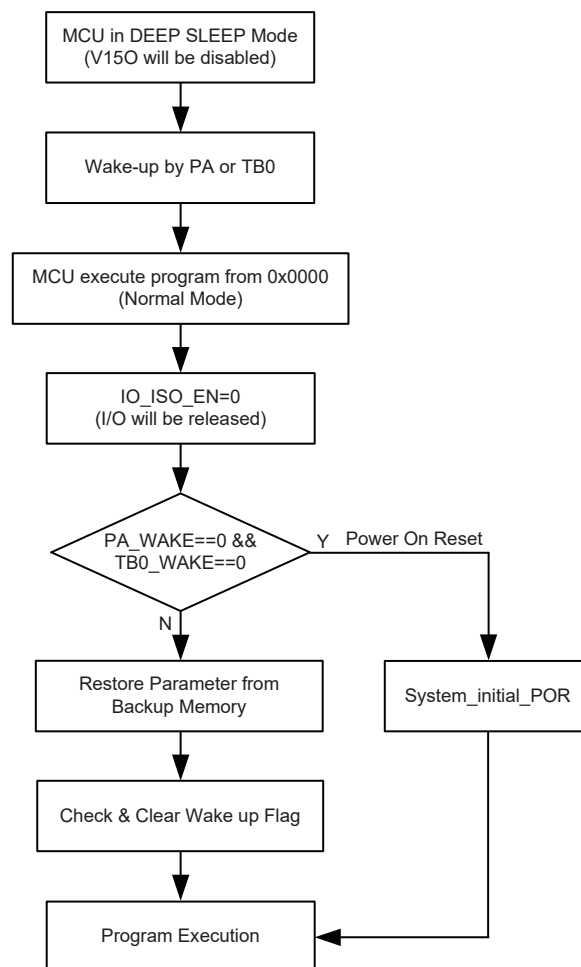 MCU in DEEP SLEEP Mode
(V15O will be disabled)
Wake-up by PA or TB0
MCU execute program from 0x0000
(Normal Mode)
IO_ISO_EN=0
(I/O will be released)
PA_WAKE==0 &&
TB0_WAKE==0
Y Power On Reset
N
Restore Parameter from
Backup Memory
System_initial_POR
Check & Clear Wake up Flag
Program Execution